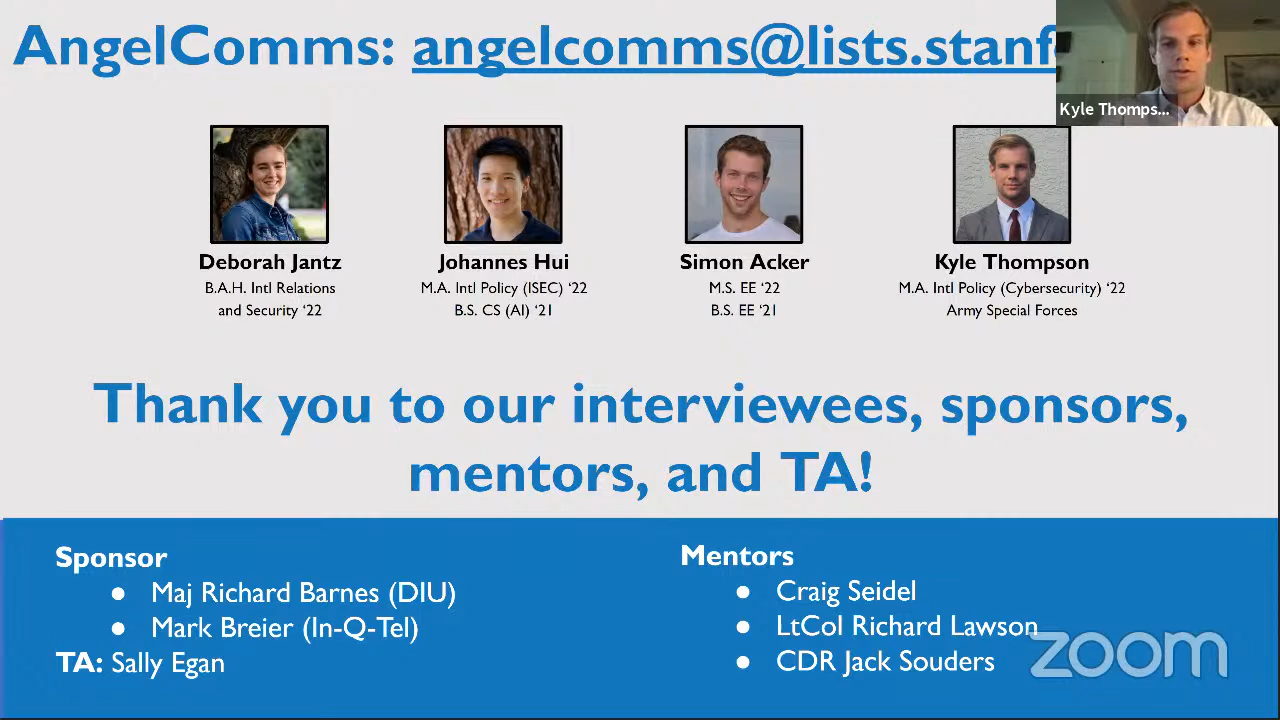 AngelComms: angelcomms@lists.stanf
Kyle Thomps...
Deborah Jantz
B.A.H. Intl Relations
and Security ‘22
Johannes Hui
M.A. Intl Policy (ISEC) ‘22
B.S. CS (AI) ‘21
Simon Acker
M.S. EE ‘22
B.S. EE ‘21
Kyle Thompson
M.A. Intl Policy (Cybersecurity) ‘22
Army Special Forces
Thank you to our interviewees, sponsors,
mentors, and TA!
Sponsor
● Maj Richard Barnes (DIU)
● Mark Breier (In-Q-Tel)
TA: Sally Egan
Mentors
● Craig Seidel
● LtCol Richard Lawson
● CDR Jack Souders
zoom